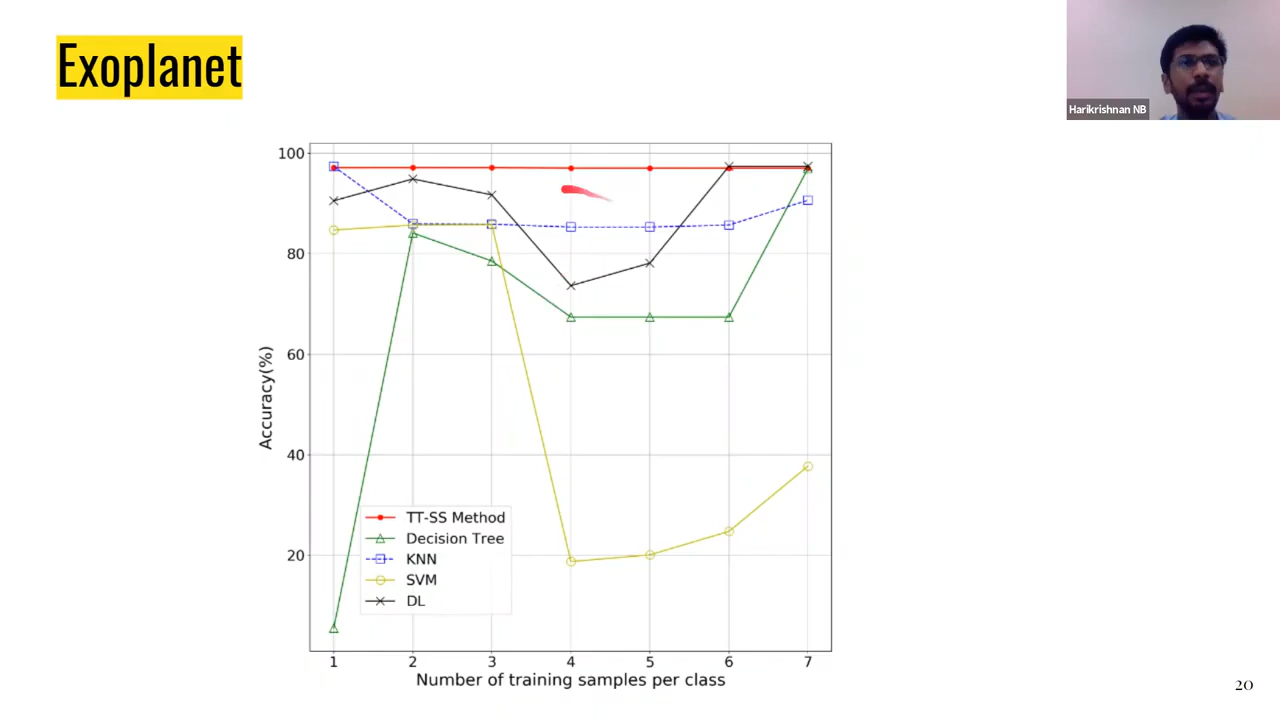 Exoplanet
Harikrishnan NB
100
80
60
40
20
Accuracy(%)
TT-SS Method
Decision Tree
KNN
SVM
DL
1 2 3 4 5 6 7
Number of training samples per class
20